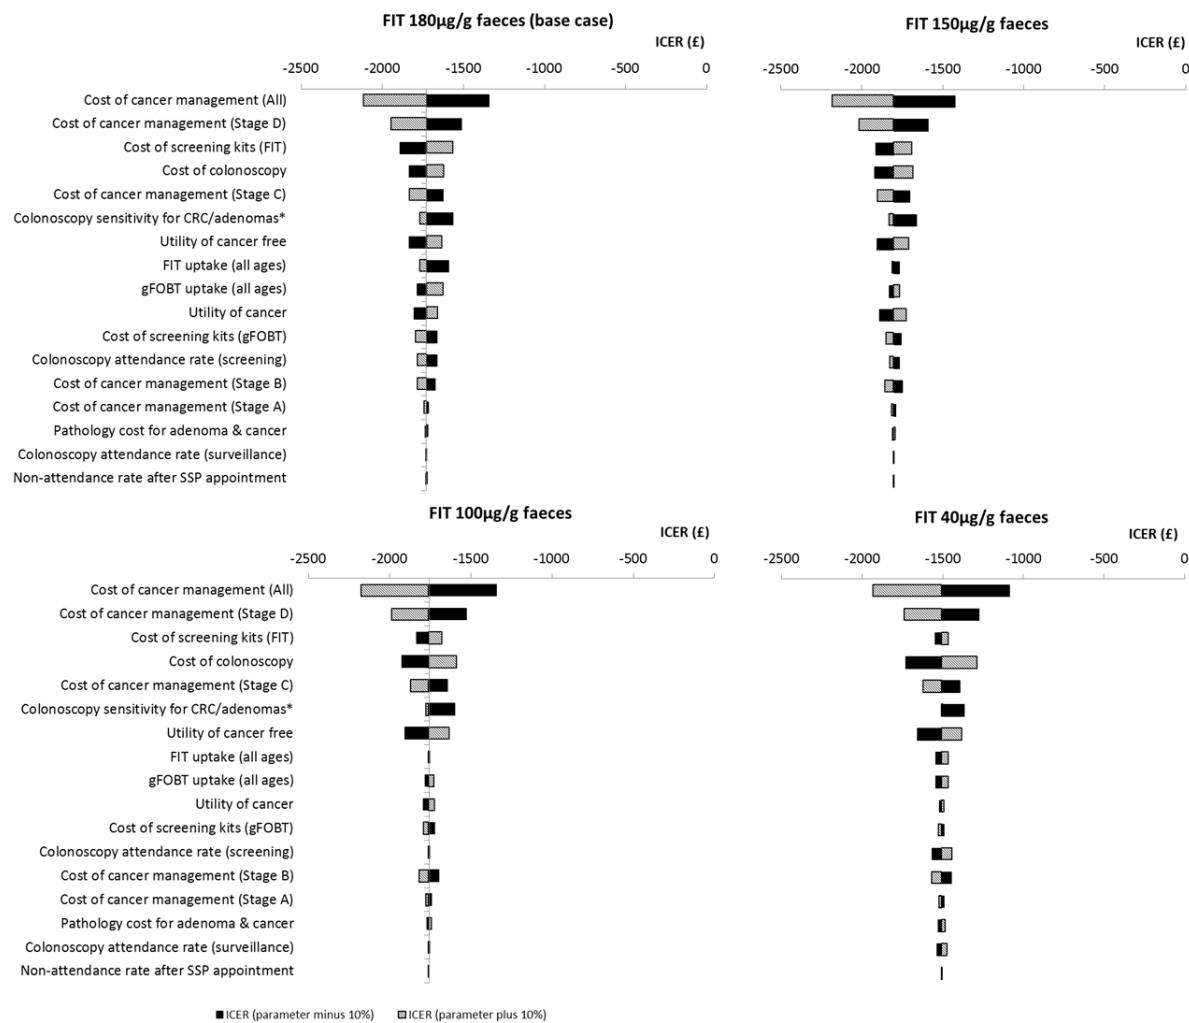 FIT 180µg/g faeces (base case)
ICER (£)
-2500 -2000 -1500 -1000 -500 0
Cost of cancer management (All)
Cost of cancer management (Stage D)
Cost of screening kits (FIT)
Cost of colonoscopy
Cost of cancer management (Stage C)
Colonoscopy sensitivity for CRC/adenomas*
Utility of cancer free
FIT uptake (all ages)
gFOBT uptake (all ages)
Utility of cancer
Cost of screening kits (gFOBT)
Colonoscopy attendance rate (screening)
Cost of cancer management (Stage B)
Cost of cancer management (Stage A)
Pathology cost for adenoma & cancer
Colonoscopy attendance rate (surveillance)
Non-attendance rate after SSP appointment
FIT 150µg/g faeces
ICER (£)
-2500 -2000 -1500 -1000 -500 0
FIT 100µg/g faeces
ICER (£)
-2500 -2000 -1500 -1000 -500 0
Cost of cancer management (All)
Cost of cancer management (Stage D)
Cost of screening kits (FIT)
Cost of colonoscopy
Cost of cancer management (Stage C)
Colonoscopy sensitivity for CRC/adenomas*
Utility of cancer free
FIT uptake (all ages)
gFOBT uptake (all ages)
Utility of cancer
Cost of screening kits (gFOBT)
Colonoscopy attendance rate (screening)
Cost of cancer management (Stage B)
Cost of cancer management (Stage A)
Pathology cost for adenoma & cancer
Colonoscopy attendance rate (surveillance)
Non-attendance rate after SSP appointment
FIT 40µg/g faeces
ICER (£)
-2500 -2000 -1500 -1000 -500 0
ICER (parameter minus 10%) ICER (parameter plus 10%)